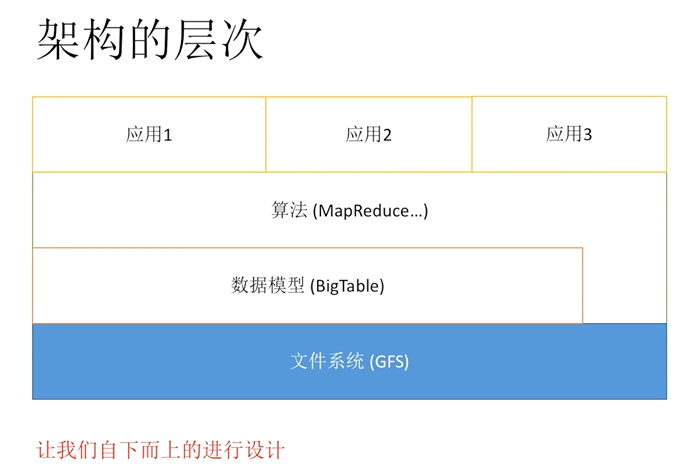 架构的层次
应用1 应用2 应用3
算法 (MapReduce...)
数据模型 (BigTable)
文件系统 (GFS)
让我们自下而上的进行设计